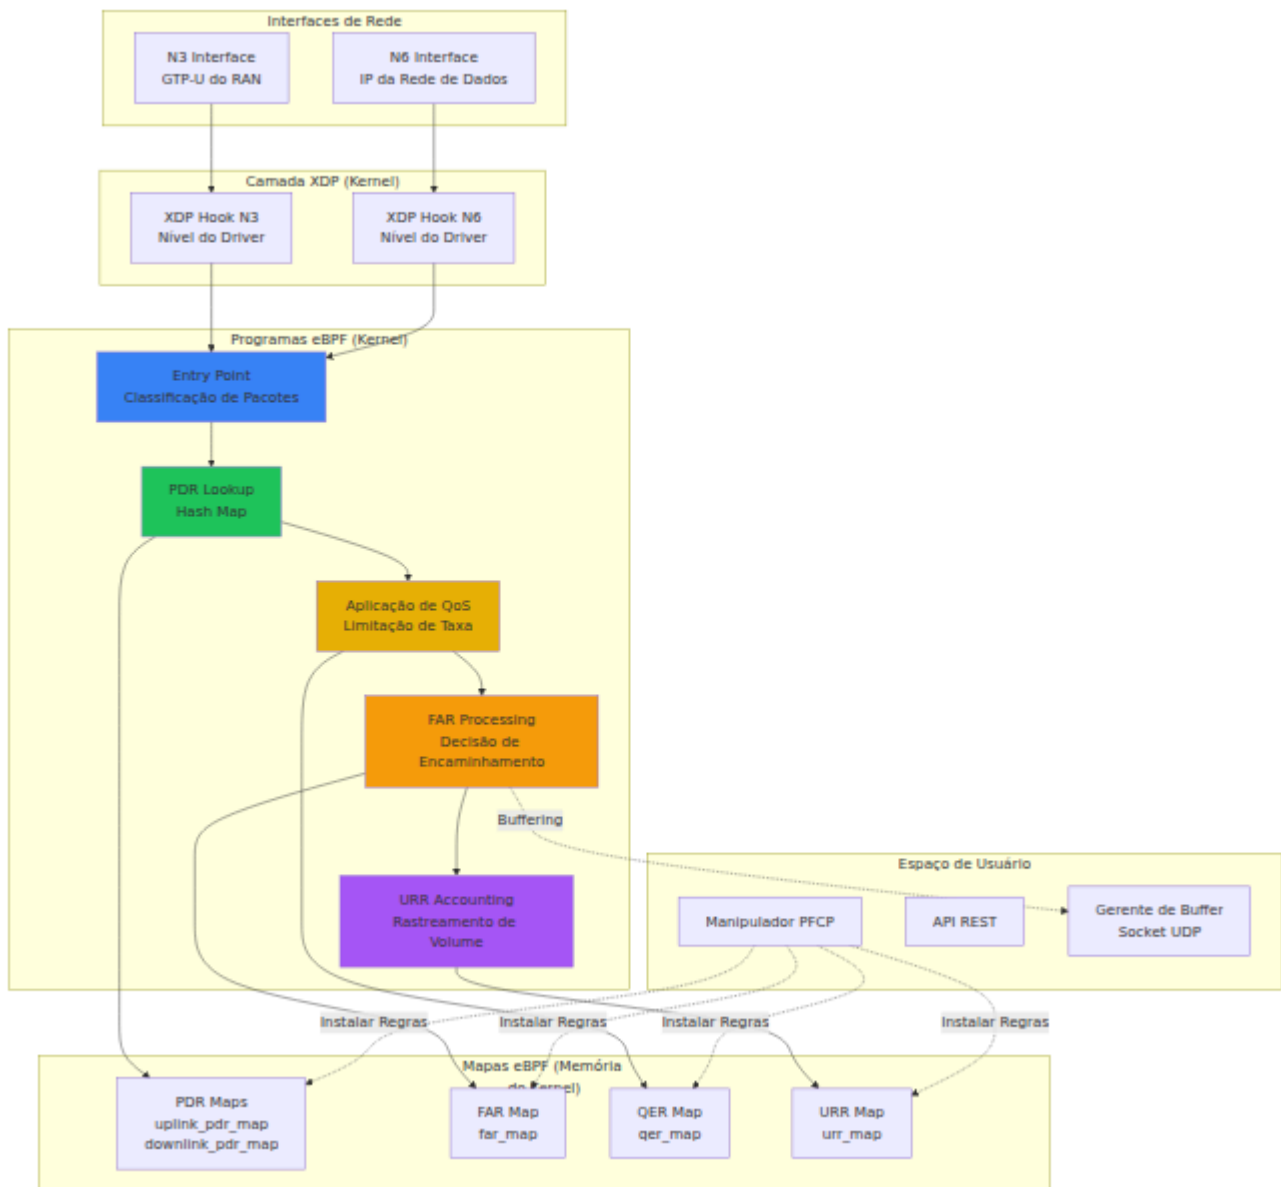 Interfaces de Rede
N3 Interface
GTP-U do RAN
N6 Interface
IP da Rede de Dados
Camada XDP (Kernel)
XDP Hook N3
Nível do Driver
XDP Hook N6
Nível do Driver
Programas eBPF (Kernel)
Entry Point
Classificação de Pacotes
PDR Lookup
Hash Map
Aplicação de QoS
Limitação de Taxa
FAR Processing
Decisão de
Encaminhamento
Buffering
URR Accounting
Rastreamento de
Volume
Espaço de Usuário
Manipulador PFCP
API REST
Gerente de Buffer
Socket UDP
Instalar Regras
Instalar Regras
Instalar Regras
Instalar Regras
Mapas eBPF (Memória
do Kernel)
PDR Maps
uplink_pdr_map
downlink_pdr_map
FAR Map
far_map
QER Map
qer_map
URR Map
urr_map